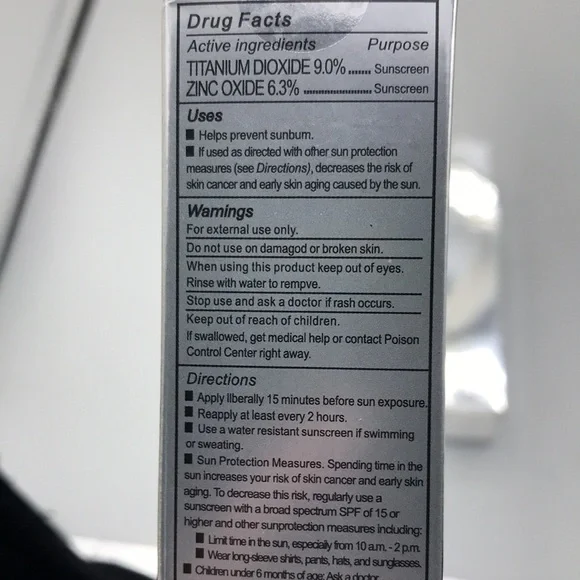 Drug Facts
Active ingredients Purpose
TITANIUM DIOXIDE 9.0% ....... Sunscreen
ZINC OXIDE 6.3% ...................... Sunscreen
Uses
■ Helps prevent sunburn.
■ If used as directed with other sun protection
measures (see Directions), decreases the risk of
skin cancer and early skin aging caused by the sun.
Warnings
For external use only.
Do not use on damagod or broken skin.
When using this product keep out of eyes.
Rinse with water to rempve.
Stop use and ask a doctor if rash occurs.
Keep out of reach of children.
If swallowed, get medical help or contact Poison
Control Center right away.
Directions
■ Apply llberally 15 minutes before sun exposure.
■ Reapply at least every 2 hours.
■ Use a water resistant sunscreen if swimming
or sweating.
■ Sun Protection Measures. Spending time in the
sun increases your risk of skin cancer and early skin
aging. To decrease this risk, regularly use a
sunscreen with a broad spectrum SPF of 15 or
higher and other sunprotection measures including:
■ Limit time in the sun, especially from 10 a.m. - 2 p.m.
■ Wear long-sleeve shirts, pants, hats, and sunglasses.
■ Children under 6 months of age: Ask a doctor